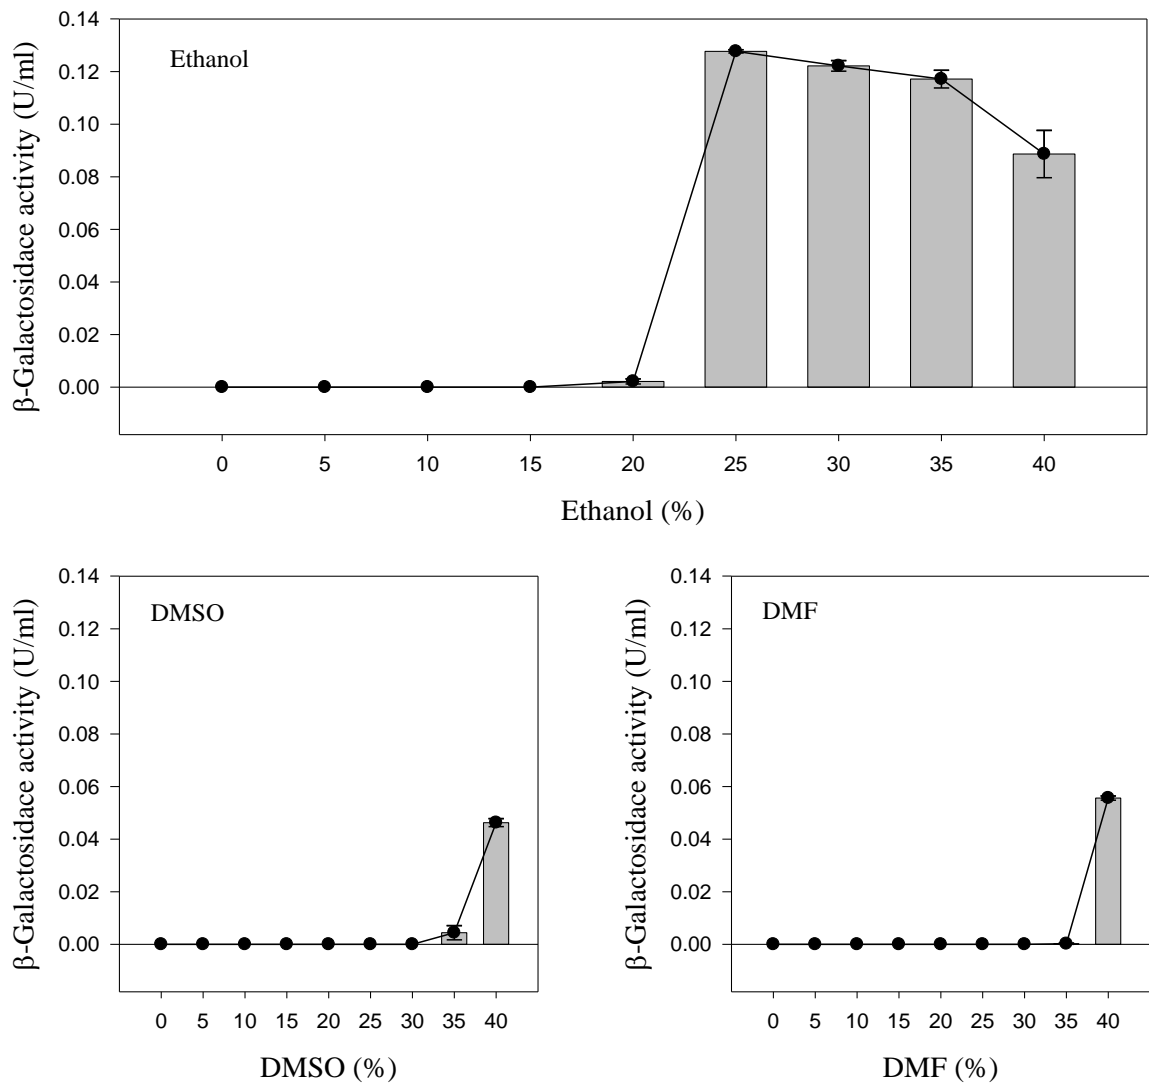 Ethanol
β-Galactosidace activity (U/ml)
0.14
0.12
0.10
0.08
0.06
0.04
0.02
0.00
0 5 10 15 20 25 30 35 40
Ethanol (%)
DMSO
β-Galactosidace activity (U/ml)
0.14
0.12
0.10
0.08
0.06
0.04
0.02
0.00
0 5 10 15 20 25 30 35 40
DMSO (%)
DMF
β-Galactosidace activity (U/ml)
0.14
0.12
0.10
0.08
0.06
0.04
0.02
0.00
0 5 10 15 20 25 30 35 40
DMF (%)